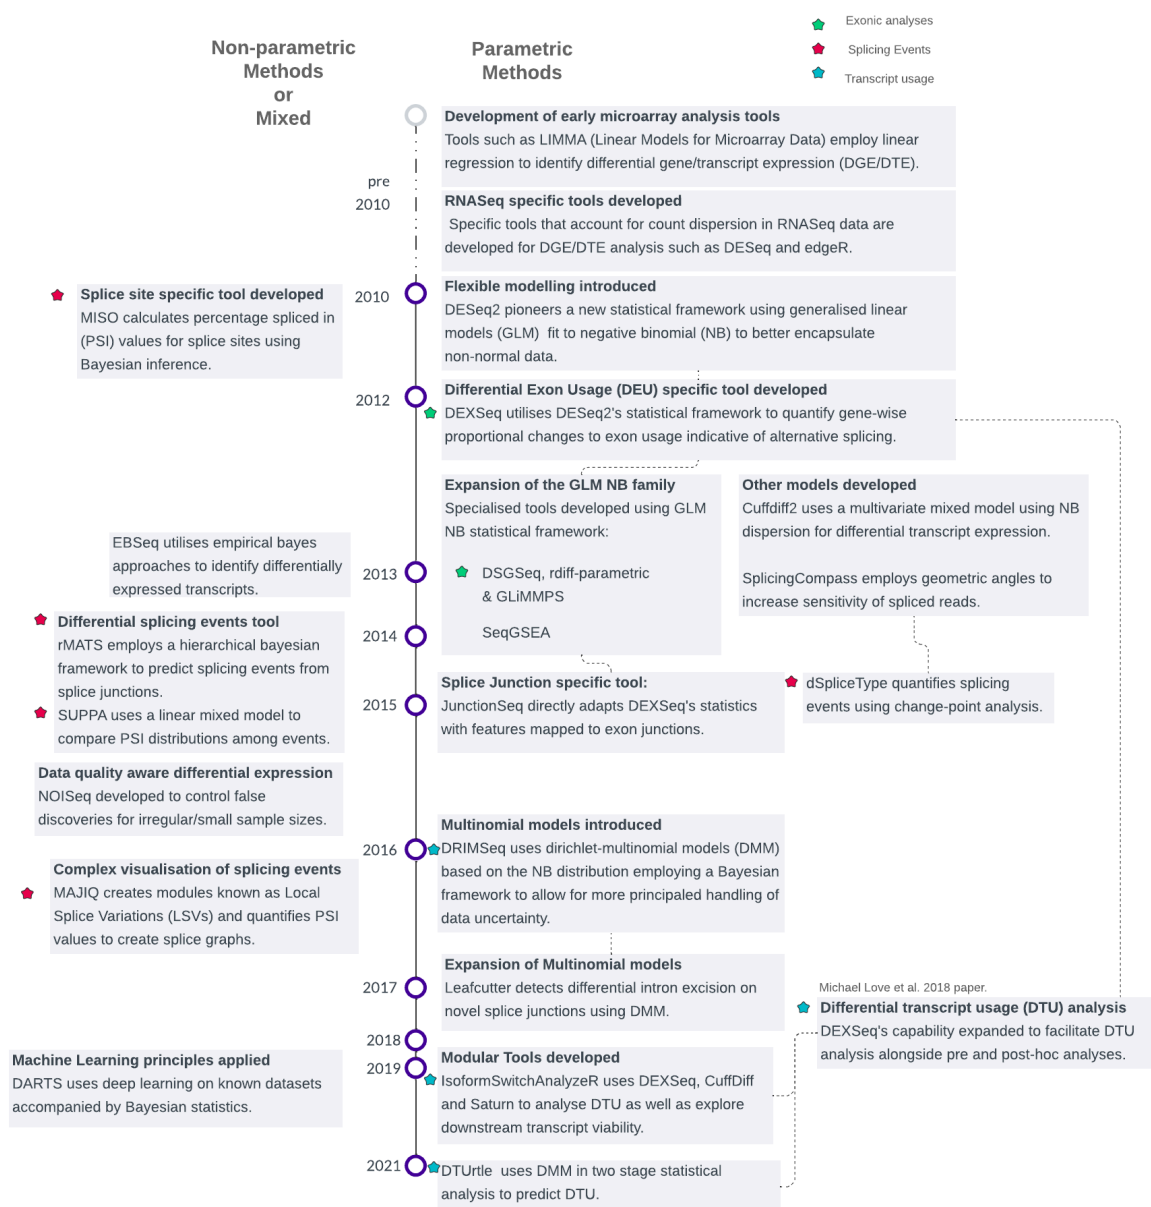 Non-parametric
Methods
or
Mixed
Parametric
Methods
Exonic analyses
Splicing Events
Transcript usage
Development of early microarray analysis tools
Tools such as LIMMA (Linear Models for Microarray Data) employ linear
regression to identify differential gene/transcript expression (DGE/DTE).
pre
2010
RNASeq specific tools developed
Specific tools that account for count dispersion in RNASeq data are
developed for DGE/DTE analysis such as DESeq and edgeR.
Splice site specific tool developed
MISO calculates percentage spliced in
(PSI) values for splice sites using
Bayesian inference.
2010
Flexible modelling introduced
DESeq2 pioneers a new statistical framework using generalised linear
models (GLM) fit to negative binomial (NB) to better encapsulate
non-normal data.
2012
Differential Exon Usage (DEU) specific tool developed
DEXSeq utilises DESeq2's statistical framework to quantify gene-wise
proportional changes to exon usage indicative of alternative splicing.
Expansion of the GLM NB family
Specialised tools developed using GLM
NB statistical framework:
DSGSeq, rdiff-parametric
& GLiMMPS
SeqGSEA
Other models developed
Cuffdiff2 uses a multivariate mixed model using NB
dispersion for differential transcript expression.
SplicingCompass employs geometric angles to
increase sensitivity of spliced reads.
EBSeq utilises empirical bayes
approaches to identify differentially
expressed transcripts.
2013
Differential splicing events tool
rMATS employs a hierarchical bayesian
framework to predict splicing events from
splice junctions.
SUPPA uses a linear mixed model to
compare PSI distributions among events.
2014
2015
Splice Junction specific tool:
JunctionSeq directly adapts DEXSeq's statistics
with features mapped to exon junctions.
dSpliceType quantifies splicing
events using change-point analysis.
Data quality aware differential expression
NOISeq developed to control false
discoveries for irregular/small sample sizes.
2016
Multinomial models introduced
DRIMSeq uses dirichlet-multinomial models (DMM)
based on the NB distribution employing a Bayesian
framework to allow for more principaled handling of
data uncertainty.
Complex visualisation of splicing events
MAJIQ creates modules known as Local
Splice Variations (LSVs) and quantifies PSI
values to create splice graphs.
2017
Expansion of Multinomial models
Leafcutter detects differential intron excision on
novel splice junctions using DMM.
Michael Love et al. 2018 paper.
Differential transcript usage (DTU) analysis
DEXSeq's capability expanded to facilitate DTU
analysis alongside pre and post-hoc analyses.
2018
2019
Machine Learning principles applied
DARTS uses deep learning on known datasets
accompanied by Bayesian statistics.
Modular Tools developed
IsoformSwitchAnalyzeR uses DEXSeq, CuffDiff
and Saturn to analyse DTU as well as explore
downstream transcript viability.
2021
DTUrtle uses DMM in two stage statistical
analysis to predict DTU.